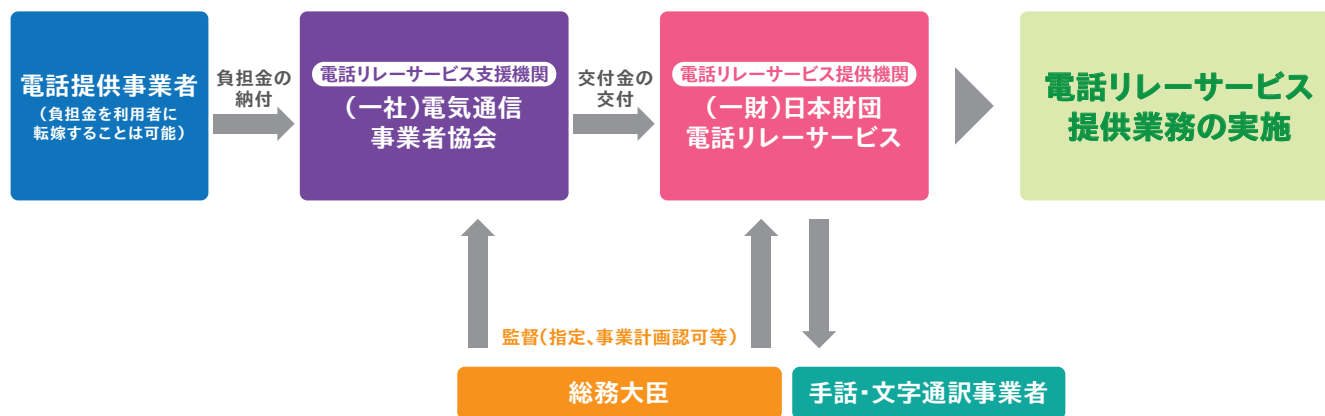 電話提供事業者
（負担金を利用者に
転嫁することは可能）
負担金の
納付
電話リレーサービス支援機関
（一社）電気通信
事業者協会
交付金の
交付
電話リレーサービス提供機関
（一財）日本財団
電話リレーサービス
電話リレーサービス
提供業務の実施
監督（指定、事業計画認可等）
総務大臣
手話・文字通訳事業者